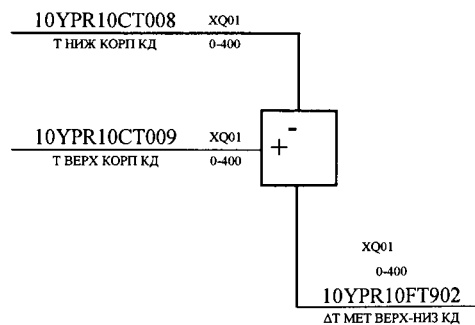 10YPR10CT008 XQ01
Т НИЖ КОРП КД 0-400
-
10YPR10CT009 XQ01
+
Т ВЕРХ КОРП КД 0-400
XQ01
0-400
10YPR10FT902
ΔТ МЕТ ВЕРХ-НИЗ КД